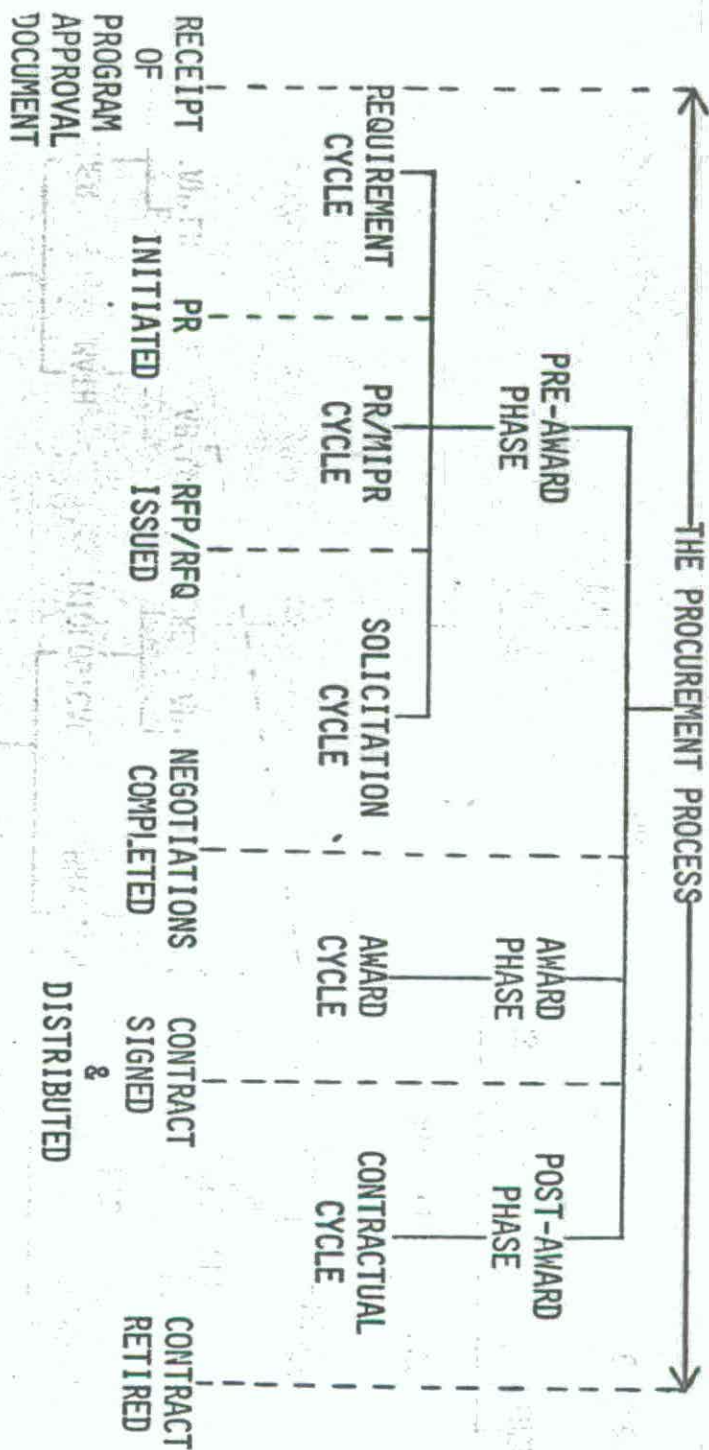 THE PROCUREMENT PROCESS
PRE-AWARD
PHASE
AWARD
PHASE
POST-AWARD
PHASE
REQUIREMENT
CYCLE
PR/MIPR
CYCLE
SOLICITATION
CYCLE
AWARD
CYCLE
CONTRACTUAL
CYCLE
RECEIPT
OF
PROGRAM
APPROVAL
DOCUMENT
PR
INITIATED
RFP/RFQ
ISSUED
NEGOTIATIONS
COMPLETED
CONTRACT
SIGNED
&
DISTRIBUTED
CONTRACT
RETIRED